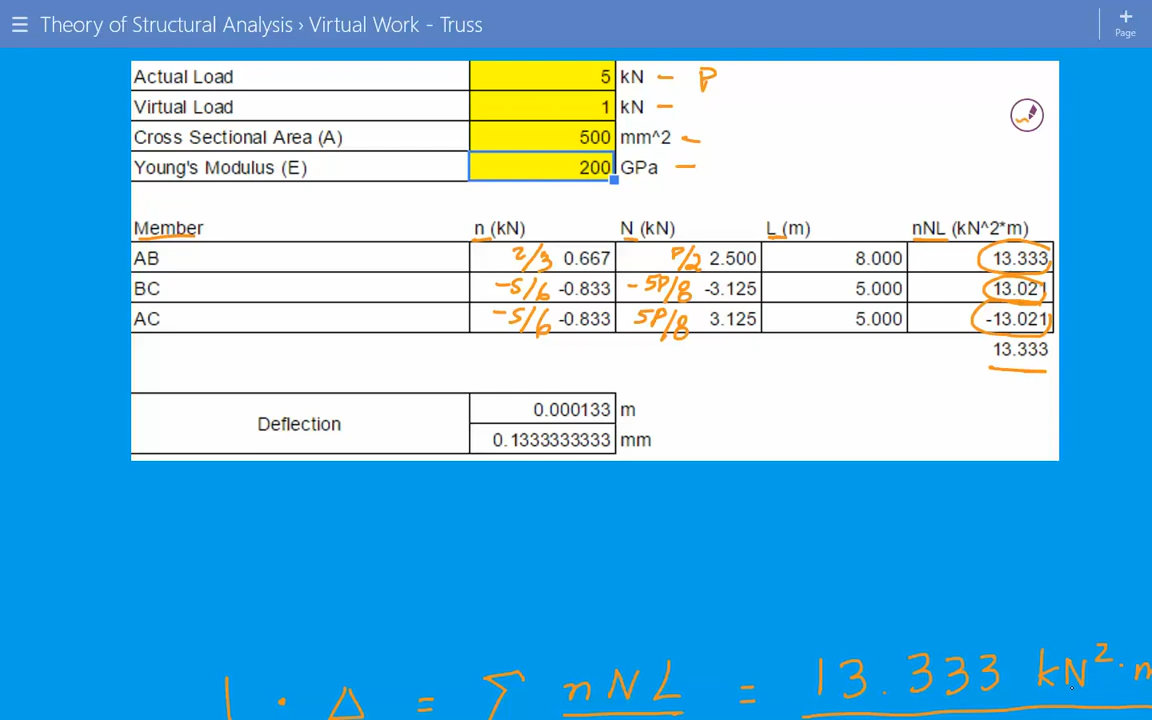 Theory of Structural Analysis › Virtual Work - Truss
Page
Actual Load 5 kN - P
Virtual Load 1 kN -
Cross Sectional Area (A) 500 mm^2 -
Young's Modulus (E) 200 GPa -
Member n (kN) N (kN) L (m) nNL (kN^2*m)
AB 2/3 0.667 P/2 2.500 8.000 13.333
BC -5/6 -0.833 -5P/8 -3.125 5.000 13.021
AC -5/6 -0.833 5P/8 3.125 5.000 -13.021
13.333
Deflection
0.000133 m
0.1333333333 mm
1 · Δ = Σ nNL = 13.333 kN² · m